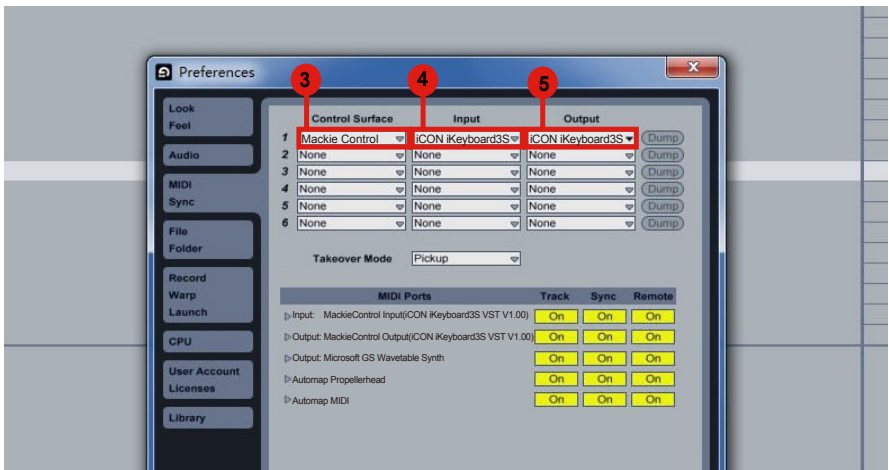 Preferences
X
3
4
5
Look
Feel
Audio
MIDI
Sync
File
Folder
Record
Warp
Launch
CPU
User Account
Licenses
Library
Control Surface Input Output
1 Mackie Control iCON iKeyboard3S iCON iKeyboard3S Dump
2 None None None Dump
3 None None None Dump
4 None None None Dump
5 None None None Dump
6 None None None Dump
Takeover Mode Pickup
MIDI Ports Track Sync Remote
Input: MackieControl Input(iCON iKeyboard3S VST V1.00) On On On
Output: MackieControl Output(iCON iKeyboard3S VST V1.00) On On On
Output: Microsoft GS Wavetable Synth On On On
Automap Propellerhead On On On
Automap MIDI On On On